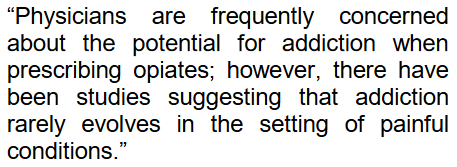 “Physicians are frequently concerned
about the potential for addiction when
prescribing opiates; however, there have
been studies suggesting that addiction
rarely evolves in the setting of painful
conditions.”